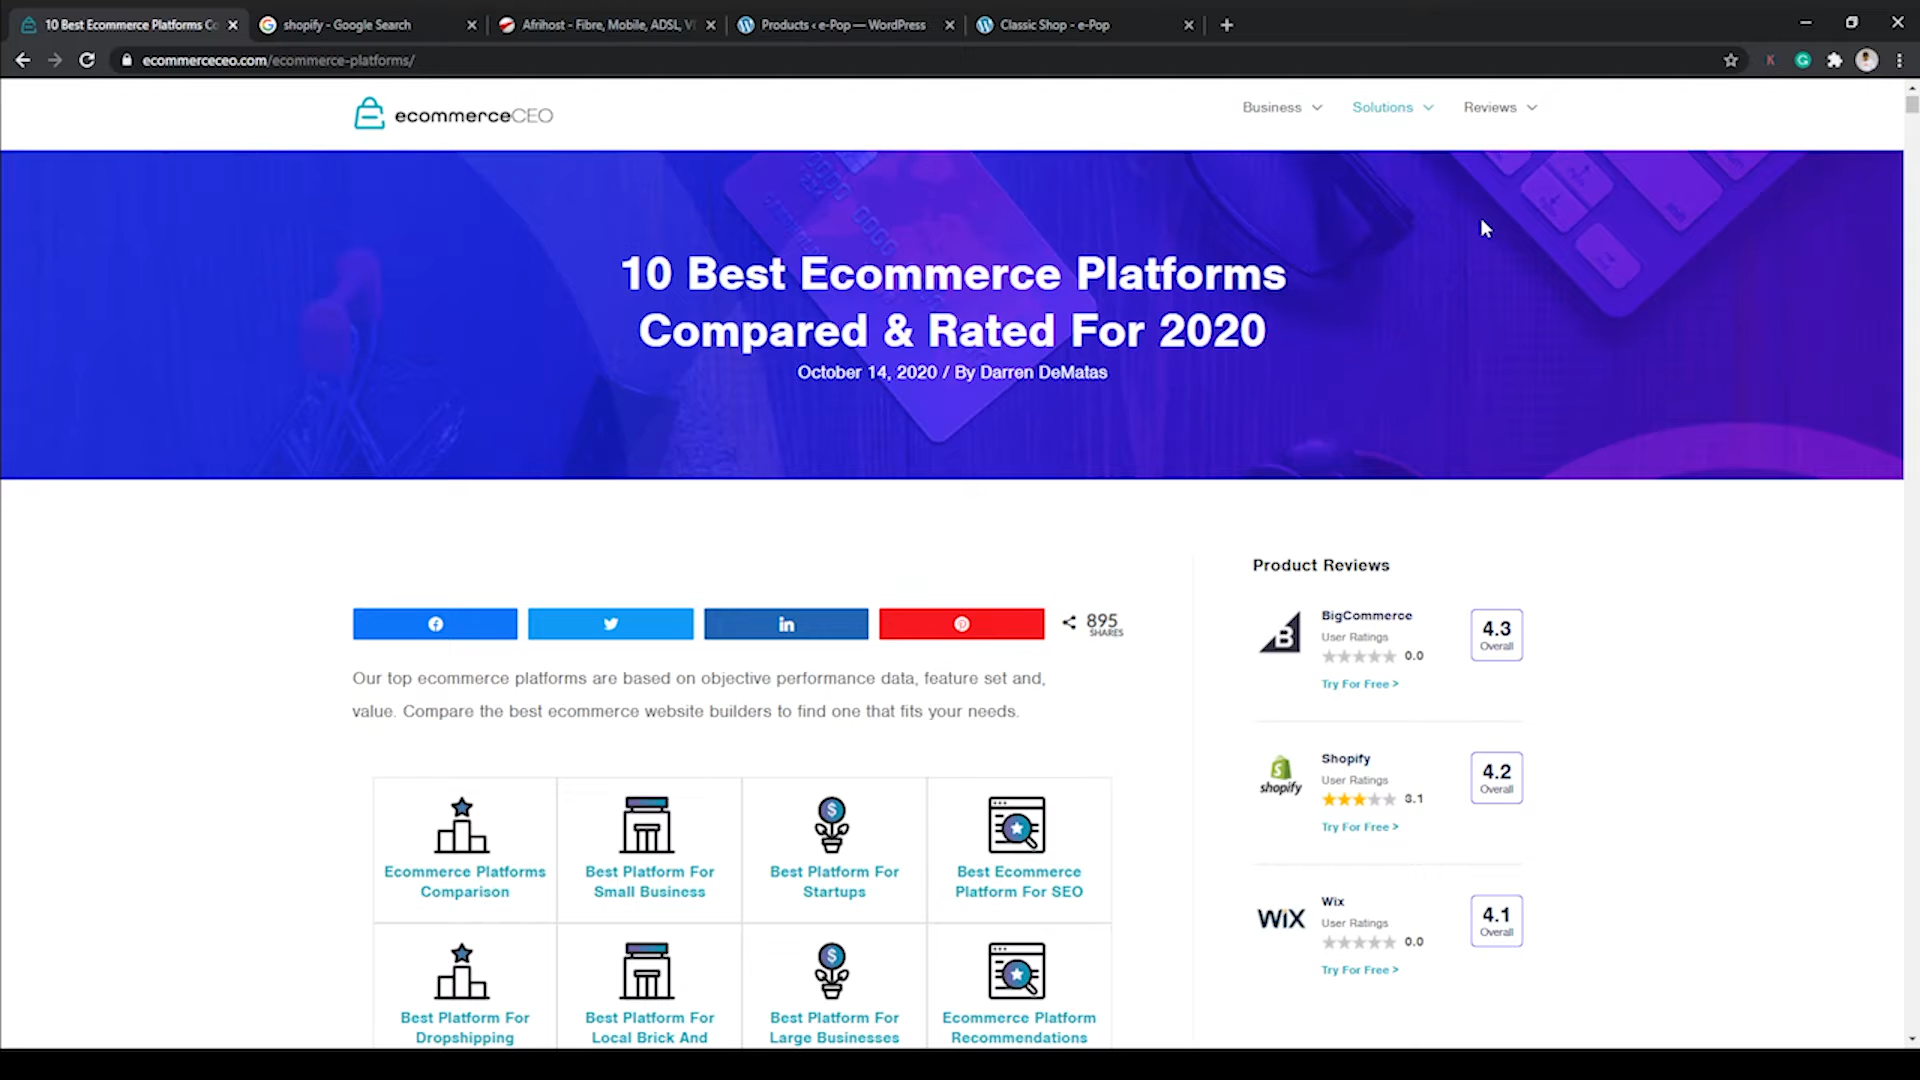 10 Best Ecommerce Platforms Co
shopify - Google Search
Afrihost - Fibre, Mobile, ADSL, VI
Products ‹ e-Pop — WordPress
Classic Shop - e-Pop
ecommerceceo.com/ecommerce-platforms/
ecommerceCEO
Business
Solutions
Reviews
10 Best Ecommerce Platforms
Compared & Rated For 2020
October 14, 2020 / By Darren DeMatas
895
SHARES
Our top ecommerce platforms are based on objective performance data, feature set and,
value. Compare the best ecommerce website builders to find one that fits your needs.
Ecommerce Platforms
Comparison
Best Platform For
Small Business
Best Platform For
Startups
Best Ecommerce
Platform For SEO
Best Platform For
Dropshipping
Best Platform For
Local Brick And
Best Platform For
Large Businesses
Ecommerce Platform
Recommendations
Product Reviews
BigCommerce
User Ratings
0.0
Try For Free >
4.3
Overall
shopify
Shopify
User Ratings
3.1
Try For Free >
4.2
Overall
WiX
Wix
User Ratings
0.0
Try For Free >
4.1
Overall